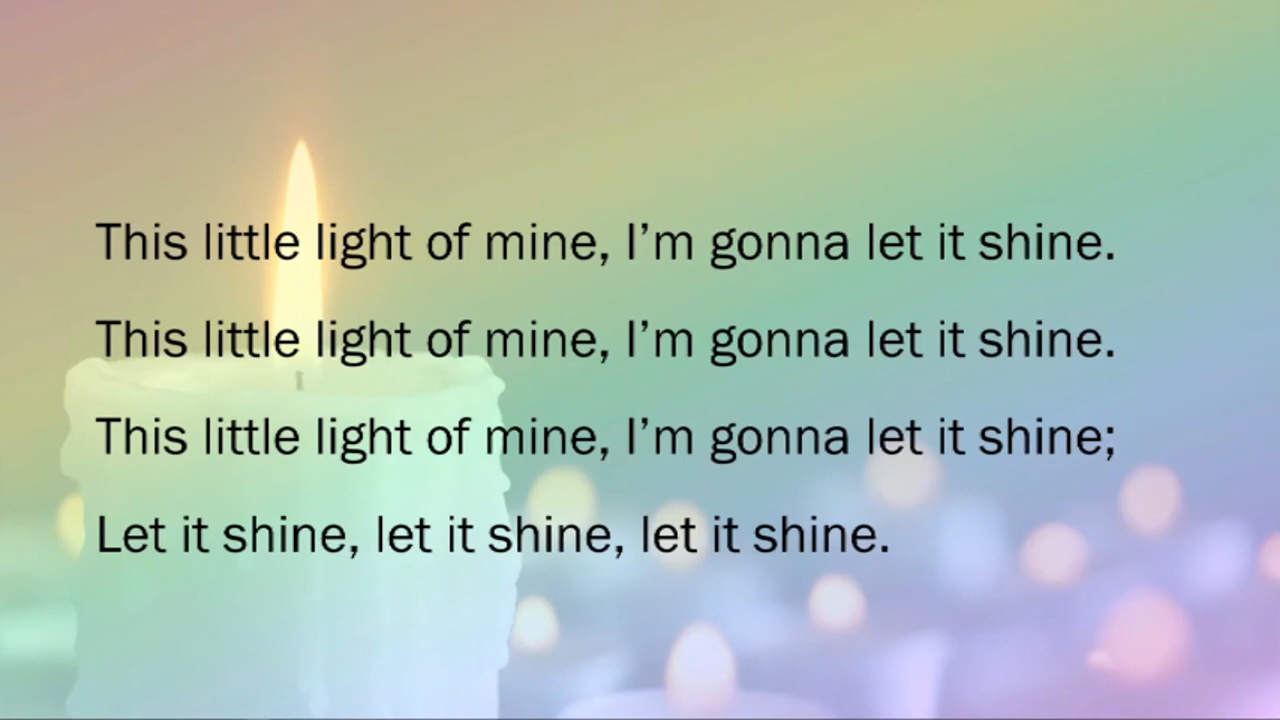 This little light of mine, I’m gonna let it shine.
This little light of mine, I’m gonna let it shine.
This little light of mine, I’m gonna let it shine;
Let it shine, let it shine, let it shine.